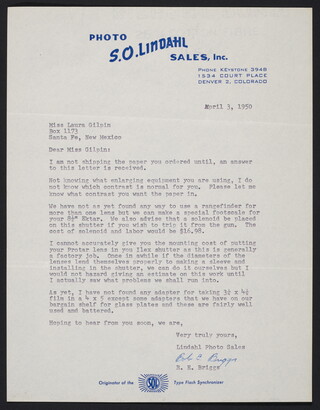 PHOTO
S.O. LINDAHL
SALES, Inc.
PHONE KEYSTONE 3948
1534 COURT PLACE
DENVER 2, COLORADO
April 3, 1950
Miss Laura Gilpin
Box 1173
Santa Fe, New Mexico
Dear Miss Gilpin:
I am not shipping the paper you ordered until, an answer
to this letter is received.
Not knowing what enlarging equipment you are using, I do
not know which contrast is normal for you. Please let me
know what contrast you want the paper in.
We have not as yet found any way to use a rangefinder for
more than one lens but we can make a special footscale for
your 8½" Ektar. We also advise that a solenoid be placed
on this shutter if you wish to trip it from the gun. The
cost of solenoid and labor would be $16.98.
I cannot accurately give you the mounting cost of putting
your Protar lens in you Ilex shutter as this is generally
a factory job. Once in awhile if the diameters of the
lenses lend themselves properly to making a sleeve and
installing in the shutter, we can do it ourselves but I
would not hazard giving an estimate on this work until
I actually saw what problems we shall run into.
As yet, I have not found any adapter for taking 3¼ x 4¼
film in a 4 x 5 except some adapters that we have on our
bargain shelf for glass plates and these are fairly well
used and battered.
Hoping to hear from you soon, we are,
Very truly yours,
Lindahl Photo Sales
Bob E Briggs
R. E. Briggs
Originator of the
SOL
Type Flash Synchronizer